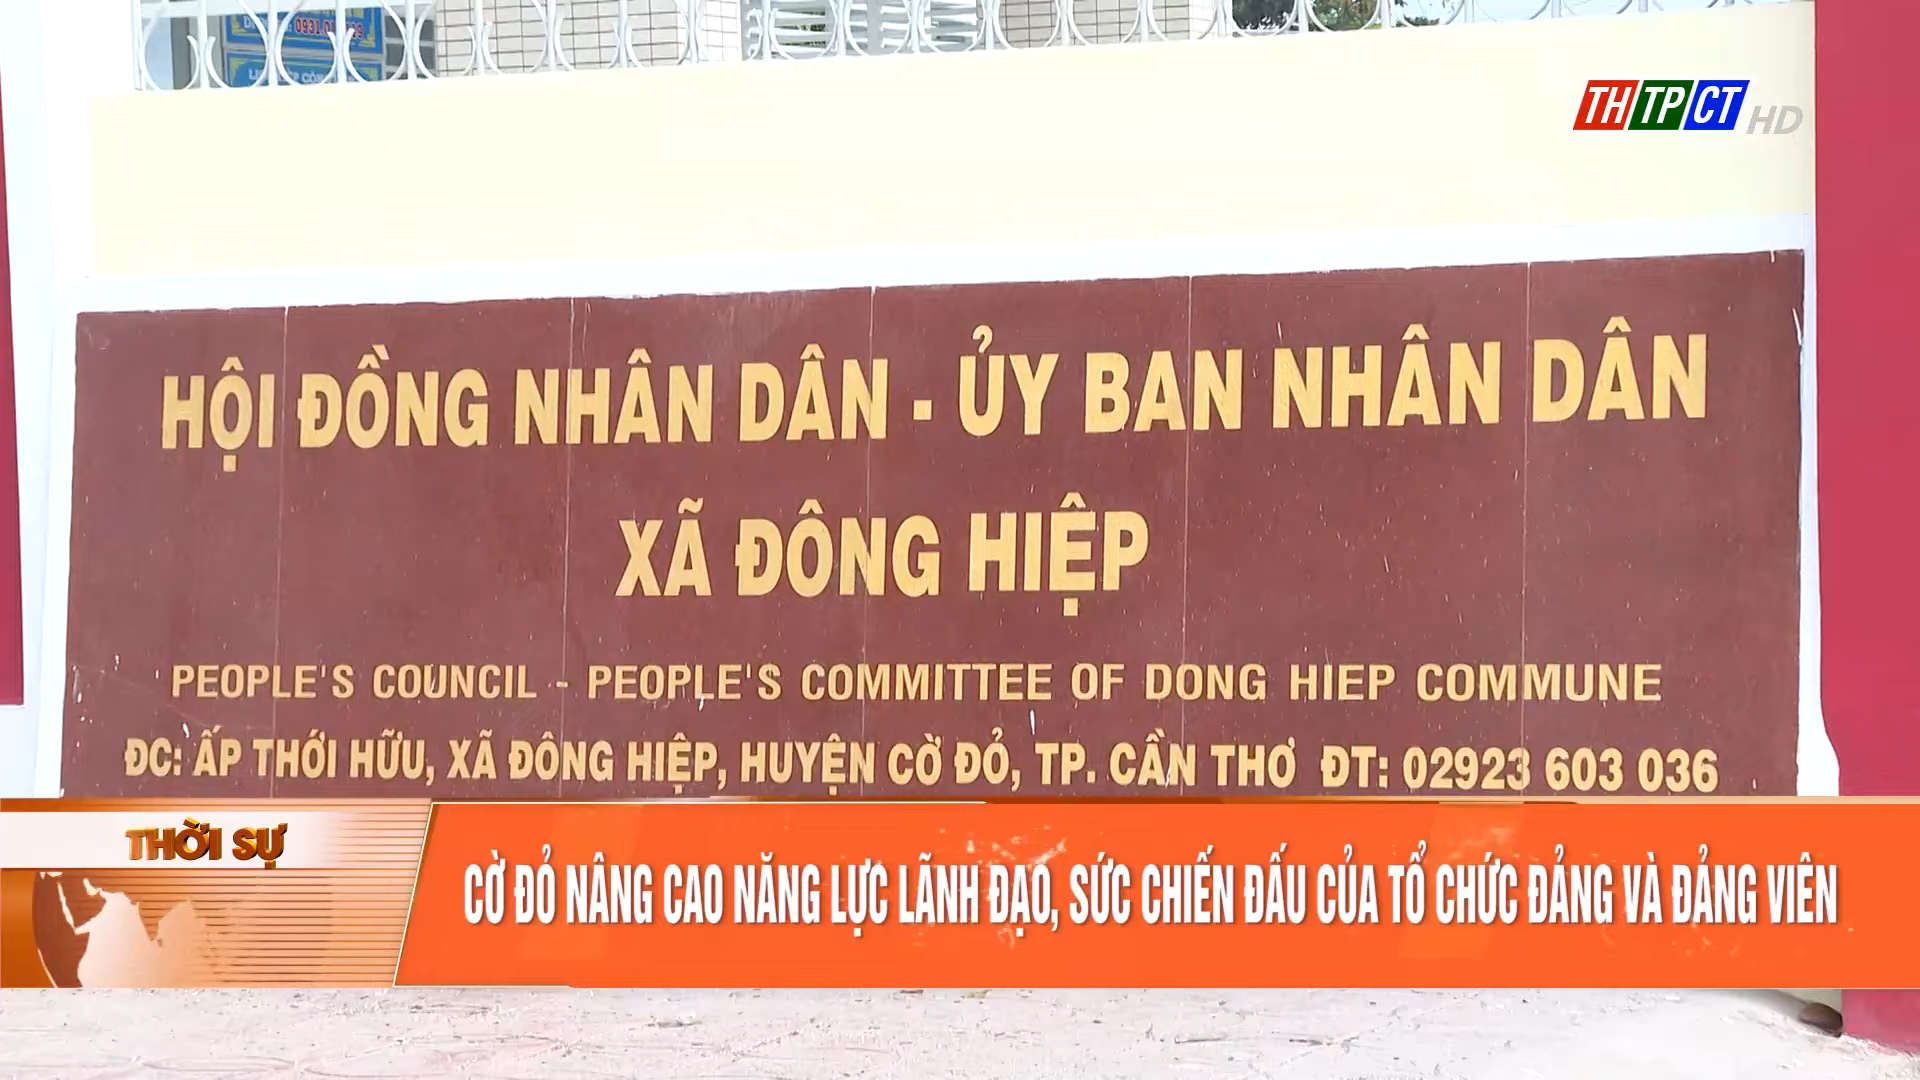 0931
THTPCT HD
HỘI ĐỒNG NHÂN DÂN - ỦY BAN NHÂN DÂN
XÃ ĐÔNG HIỆP
PEOPLE'S COUNCIL - PEOPLE'S COMMITTEE OF DONG HIEP COMMUNE
ĐC: ẤP THỚI HỮU, XÃ ĐÔNG HIỆP, HUYỆN CỜ ĐỎ, TP. CẦN THƠ ĐT: 02923 603 036
THỜI SỰ
CỜ ĐỎ NÂNG CAO NĂNG LỰC LÃNH ĐẠO, SỨC CHIẾN ĐẤU CỦA TỔ CHỨC ĐẢNG VÀ ĐẢNG VIÊN